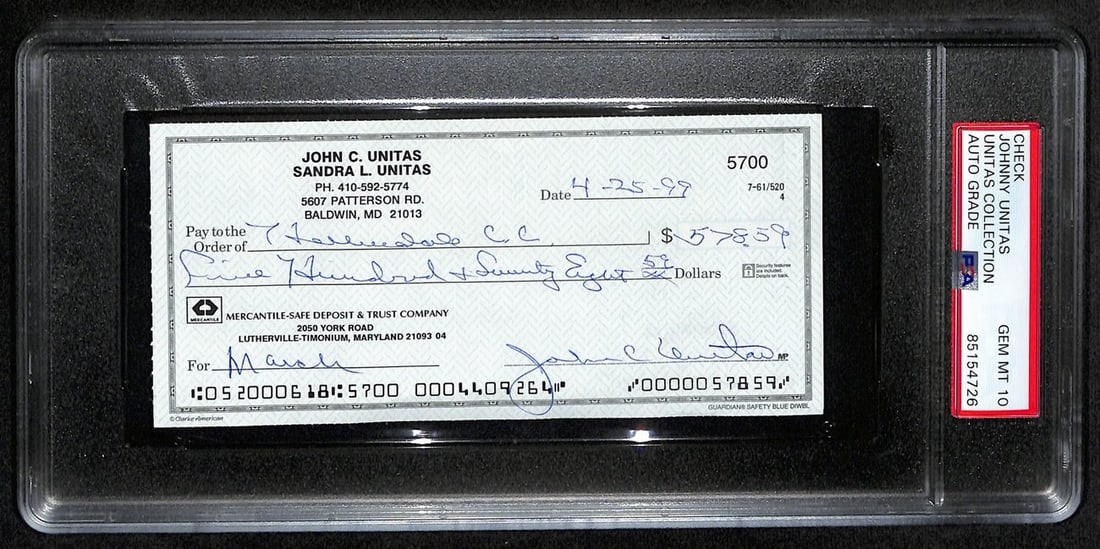 JOHN C. UNITAS
SANDRA L. UNITAS
PH. 410-592-5774
5607 PATTERSON RD.
BALDWIN, MD 21013
5700
Date 4-25-99
7-61/520
4
Pay to the
Order of Hillendale C.C. $ 578.59
Five Hundred & Seventy Eight 59/xx Dollars
Security features are included. Details on back.
MERCANTILE
MERCANTILE-SAFE DEPOSIT & TRUST COMPANY
2050 YORK ROAD
LUTHERVILLE-TIMONIUM, MARYLAND 21093 04
For March
John C Unitas MP
⑆052000618⑆5700 0004409264⑈ ⑈0000057859⑈
© Clarke American
GUARDIAN® SAFETY BLUE DIWBL
CHECK
JOHNNY UNITAS
UNITAS COLLECTION
AUTO GRADE
GEM MT 10
85154726
PSA